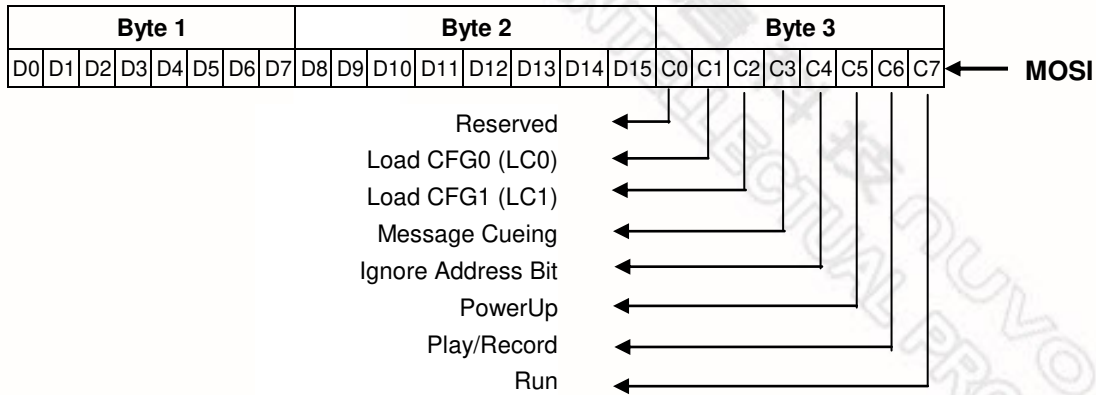 Byte 1 Byte 2 Byte 3
D0 D1 D2 D3 D4 D5 D6 D7 D8 D9 D10 D11 D12 D13 D14 D15 C0 C1 C2 C3 C4 C5 C6 C7 MOSI
Reserved
Load CFG0 (LC0)
Load CFG1 (LC1)
Message Cueing
Ignore Address Bit
PowerUp
Play/Record
Run